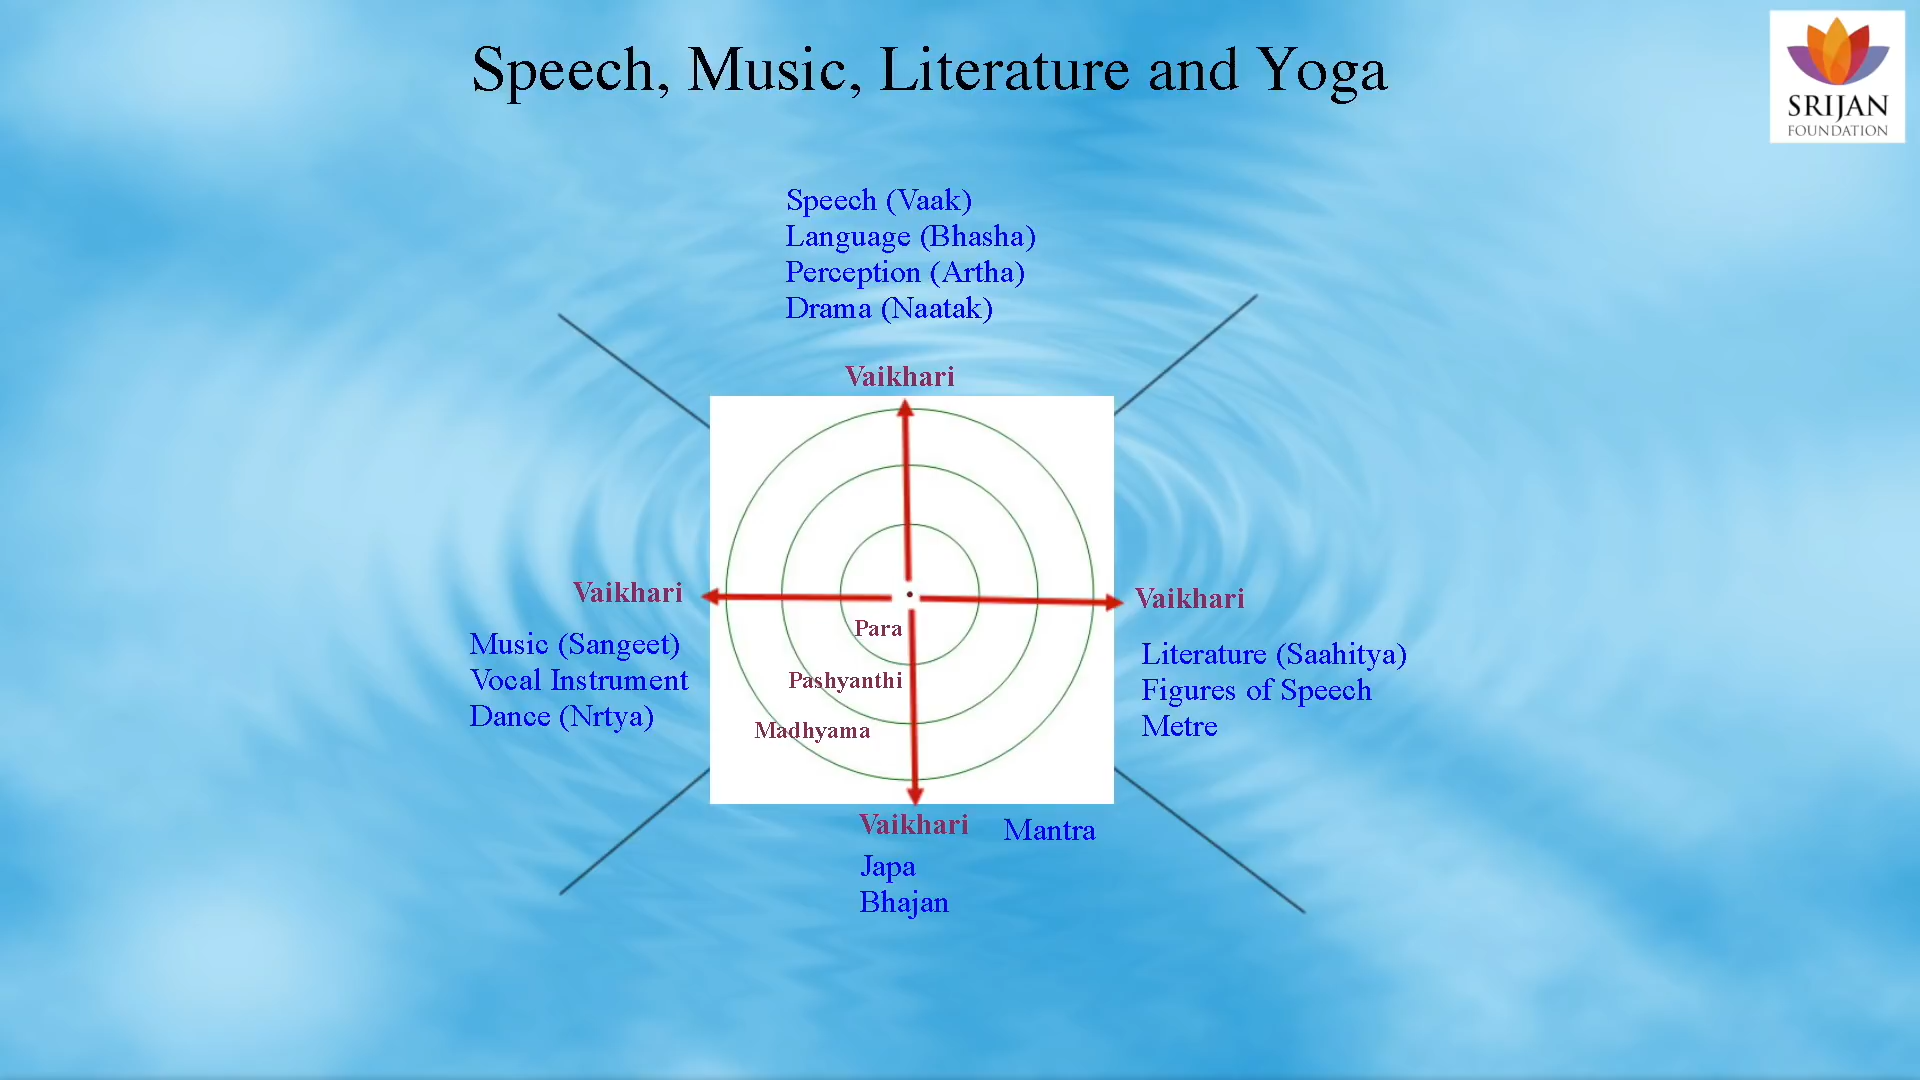 Speech, Music, Literature and Yoga
SRIJAN
FOUNDATION
Speech (Vaak)
Language (Bhasha)
Perception (Artha)
Drama (Naatak)
Vaikhari
Vaikhari
Music (Sangeet)
Vocal Instrument
Dance (Nrtya)
Para
Pashyanthi
Madhyama
Vaikhari
Literature (Saahitya)
Figures of Speech
Metre
Vaikhari
Mantra
Japa
Bhajan